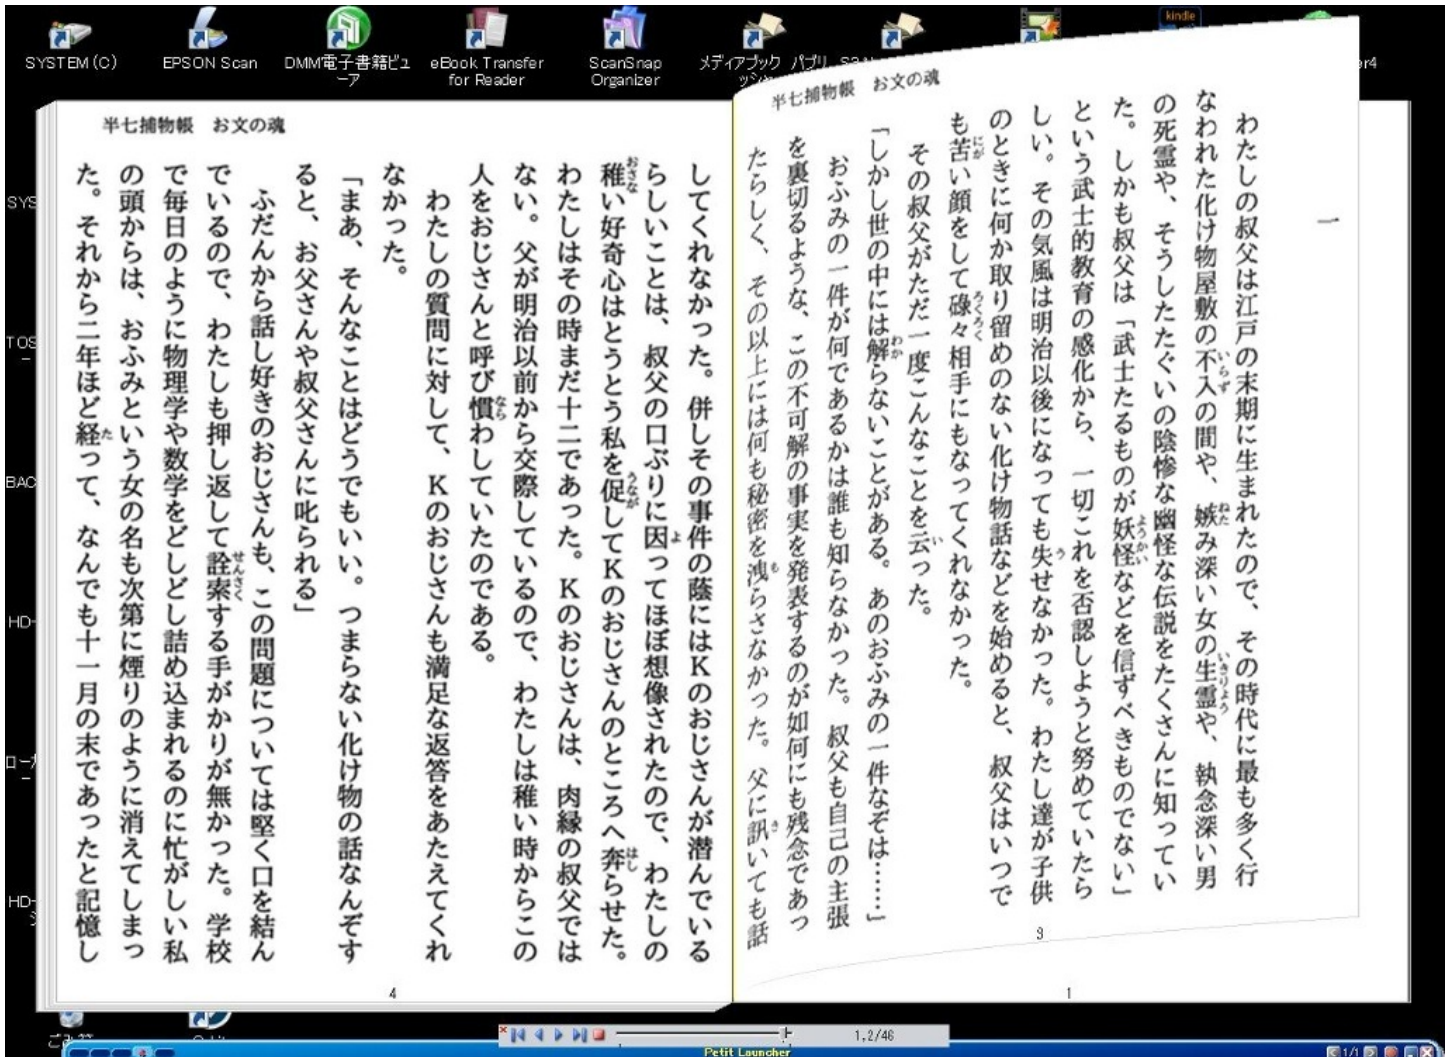 SYSTEM (C)
EPSON Scan
DMM電子書籍ビュ
ーア
eBook Transfer
for Reader
ScanSnap
Organizer
メディアブック パブリ
ッシャ
kindle
er4
SYS
TOS
BAC
HD-
ロー
HD-
半七捕物帳 お文の魂
一
わたしの叔父は江戸の末期に生まれたので、その時代に最も多く行
なわれた化け物屋敷の不入の間や、嫉み深い女の生霊や、執念深い男
の死霊や、そうしたたぐいの陰惨な幽怪な伝説をたくさんに知ってい
た。しかも叔父は「武士たるものが妖怪などを信ずべきものでない」
という武士的教育の感化から、一切これを否認しようと努めていたら
しい。その気風は明治以後になっても失せなかった。わたし達が子供
のときに何か取り留めのない化け物話などを始めると、叔父はいつで
も苦い顔をして碌々相手にもなってくれなかった。
その叔父がただ一度こんなことを云った。
「しかし世の中には解らないことがある。あのおふみの一件なぞは……」
おふみの一件が何であるかは誰も知らなかった。叔父も自己の主張
を裏切るような、この不可解の事実を発表するのが如何にも残念であっ
たらしく、その以上には何も秘密を洩らさなかった。父に訊いても話
3
1
半七捕物帳 お文の魂
してくれなかった。併しその事件の蔭にはKのおじさんが潜んでいる
らしいことは、叔父の口ぶりに因ってほぼ想像されたので、わたしの
稚い好奇心はとうとう私を促してKのおじさんのところへ奔らせた。
わたしはその時まだ十二であった。Kのおじさんは、肉縁の叔父では
ない。父が明治以前から交際しているので、わたしは稚い時からこの
人をおじさんと呼び慣わしていたのである。
わたしの質問に対して、Kのおじさんも満足な返答をあたえてくれ
なかった。
「まあ、そんなことはどうでもいい。つまらない化け物の話なんぞす
ると、お父さんや叔父さんに叱られる」
ふだんから話し好きのおじさんも、この問題については堅く口を結ん
でいるので、わたしも押し返して詮索する手がかりが無かった。学校
で毎日のように物理学や数学をどしどし詰め込まれるのに忙がしい私
の頭からは、おふみという女の名も次第に煙りのように消えてしまっ
た。それから二年ほど経って、なんでも十一月の末であったと記憶し
4
1,2/46
Petit Launcher
1/1